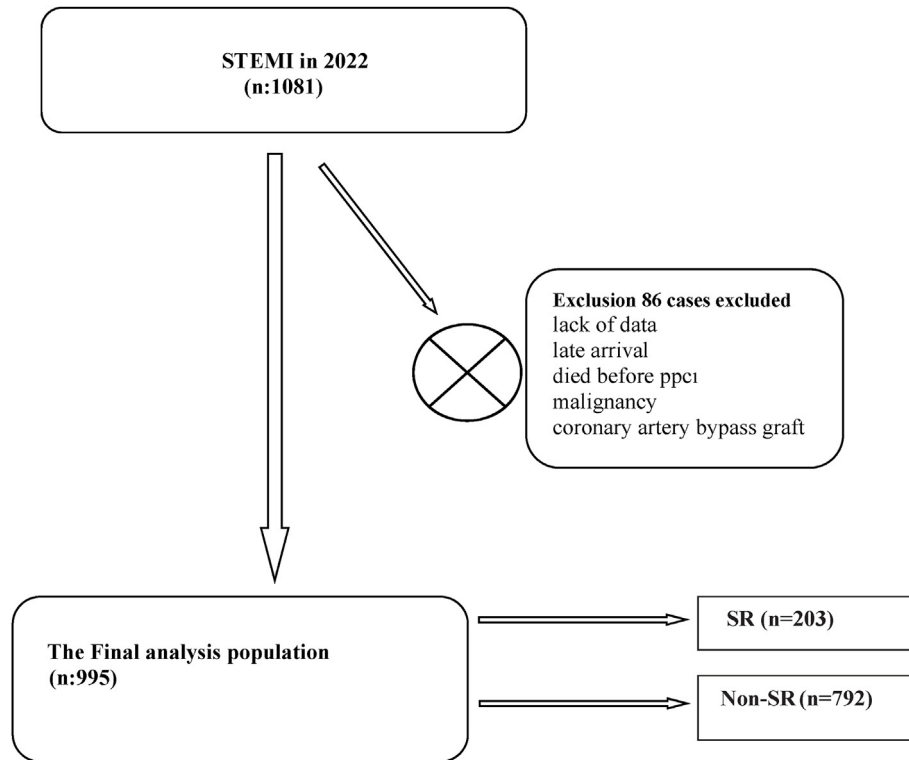 STEMI in 2022
(n:1081)
Exclusion 86 cases excluded
lack of data
late arrival
died before ppcı
malignancy
coronary artery bypass graft
The Final analysis population
(n:995)
SR (n=203)
Non-SR (n=792)